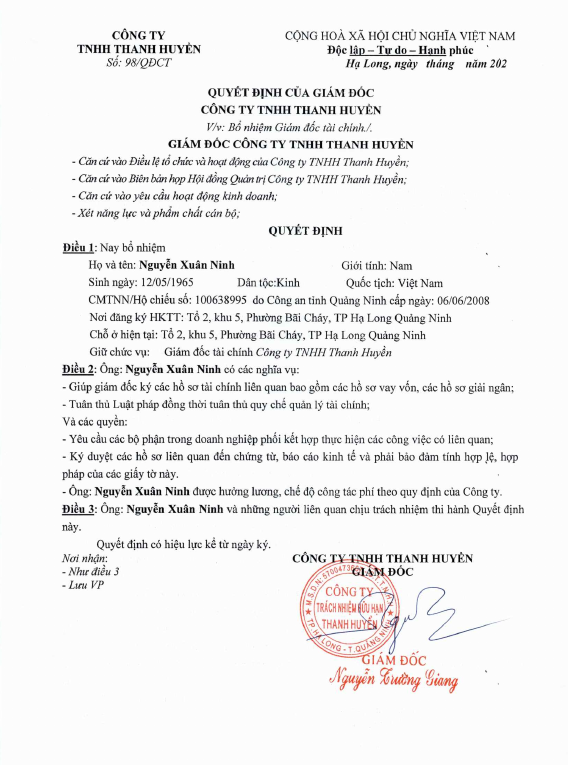 CÔNG TY
TNHH THANH HUYỀN
Số: 98/QĐCT
CỘNG HOÀ XÃ HỘI CHỦ NGHĨA VIỆT NAM
Độc lập – Tự do – Hạnh phúc
Hạ Long, ngày tháng năm 202
QUYẾT ĐỊNH CỦA GIÁM ĐỐC
CÔNG TY TNHH THANH HUYỀN
V/v: Bổ nhiệm Giám đốc tài chính./.
GIÁM ĐỐC CÔNG TY TNHH THANH HUYỀN
- Căn cứ vào Điều lệ tổ chức và hoạt động của Công ty TNHH Thanh Huyền;
- Căn cứ vào Biên bản họp Hội đồng Quản trị Công ty TNHH Thanh Huyền;
- Căn cứ vào yêu cầu hoạt động kinh doanh;
- Xét năng lực và phẩm chất cán bộ;
QUYẾT ĐỊNH
Điều 1: Nay bổ nhiệm
Họ và tên: Nguyễn Xuân Ninh Giới tính: Nam
Sinh ngày: 12/05/1965 Dân tộc:Kinh Quốc tịch: Việt Nam
CMTNN/Hộ chiếu số: 100638995 do Công an tỉnh Quảng Ninh cấp ngày: 06/06/2008
Nơi đăng ký HKTT: Tổ 2, khu 5, Phường Bãi Cháy, TP Hạ Long Quảng Ninh
Chỗ ở hiện tại: Tổ 2, khu 5, Phường Bãi Cháy, TP Hạ Long Quảng Ninh
Giữ chức vụ: Giám đốc tài chính Công ty TNHH Thanh Huyền
Điều 2: Ông: Nguyễn Xuân Ninh có các nghĩa vụ:
- Giúp giám đốc ký các hồ sơ tài chính liên quan bao gồm các hồ sơ vay vốn, các hồ sơ giải ngân;
- Tuân thủ Luật pháp đồng thời tuân thủ quy chế quản lý tài chính;
Và các quyền:
- Yêu cầu các bộ phận trong doanh nghiệp phối kết hợp thực hiện các công việc có liên quan;
- Ký duyệt các hồ sơ liên quan đến chứng từ, báo cáo kinh tế và phải bảo đảm tính hợp lệ, hợp
pháp của các giấy tờ này.
- Ông: Nguyễn Xuân Ninh được hưởng lương, chế độ công tác phí theo quy định của Công ty.
Điều 3: Ông: Nguyễn Xuân Ninh và những người liên quan chịu trách nhiệm thi hành Quyết định
này.
Quyết định có hiệu lực kể từ ngày ký.
Nơi nhận:
- Như điều 3
- Lưu VP
CÔNG TY TNHH THANH HUYỀN
GIÁM ĐỐC
CÔNG TY
TRÁCH NHIỆM HỮU HẠN
THANH HUYỀN
TP HẠ LONG - T.QUẢNG NINH
GIÁM ĐỐC
Nguyễn Trường Giang